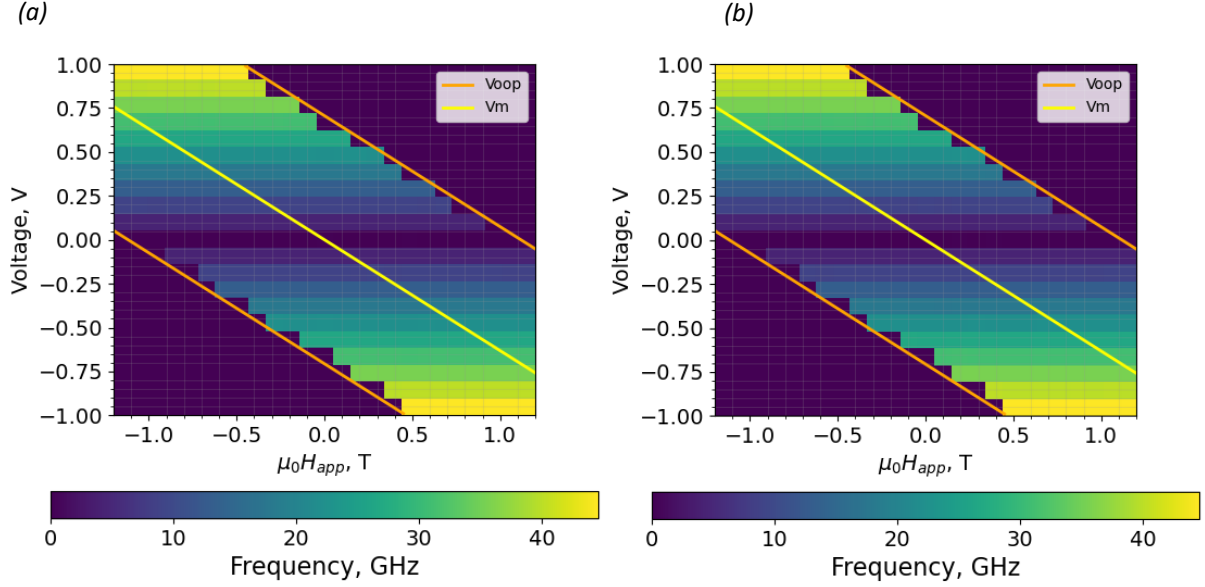 (a)
1.00
0.75
0.50
0.25
0.00
−0.25
−0.50
−0.75
−1.00
Voltage, V
Voop
Vm
−1.0 −0.5 0.0 0.5 1.0
μ₀Hₐₚₚ, T
0 10 20 30 40
Frequency, GHz
(b)
1.00
0.75
0.50
0.25
0.00
−0.25
−0.50
−0.75
−1.00
Voltage, V
Voop
Vm
−1.0 −0.5 0.0 0.5 1.0
μ₀Hₐₚₚ, T
0 10 20 30 40
Frequency, GHz